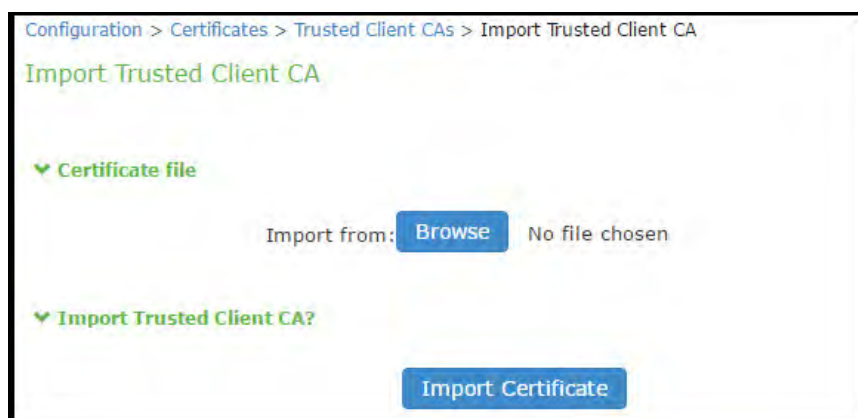 Configuration > Certificates > Trusted Client CAs > Import Trusted Client CA
Import Trusted Client CA
Certificate file
Import from: Browse No file chosen
Import Trusted Client CA?
Import Certificate